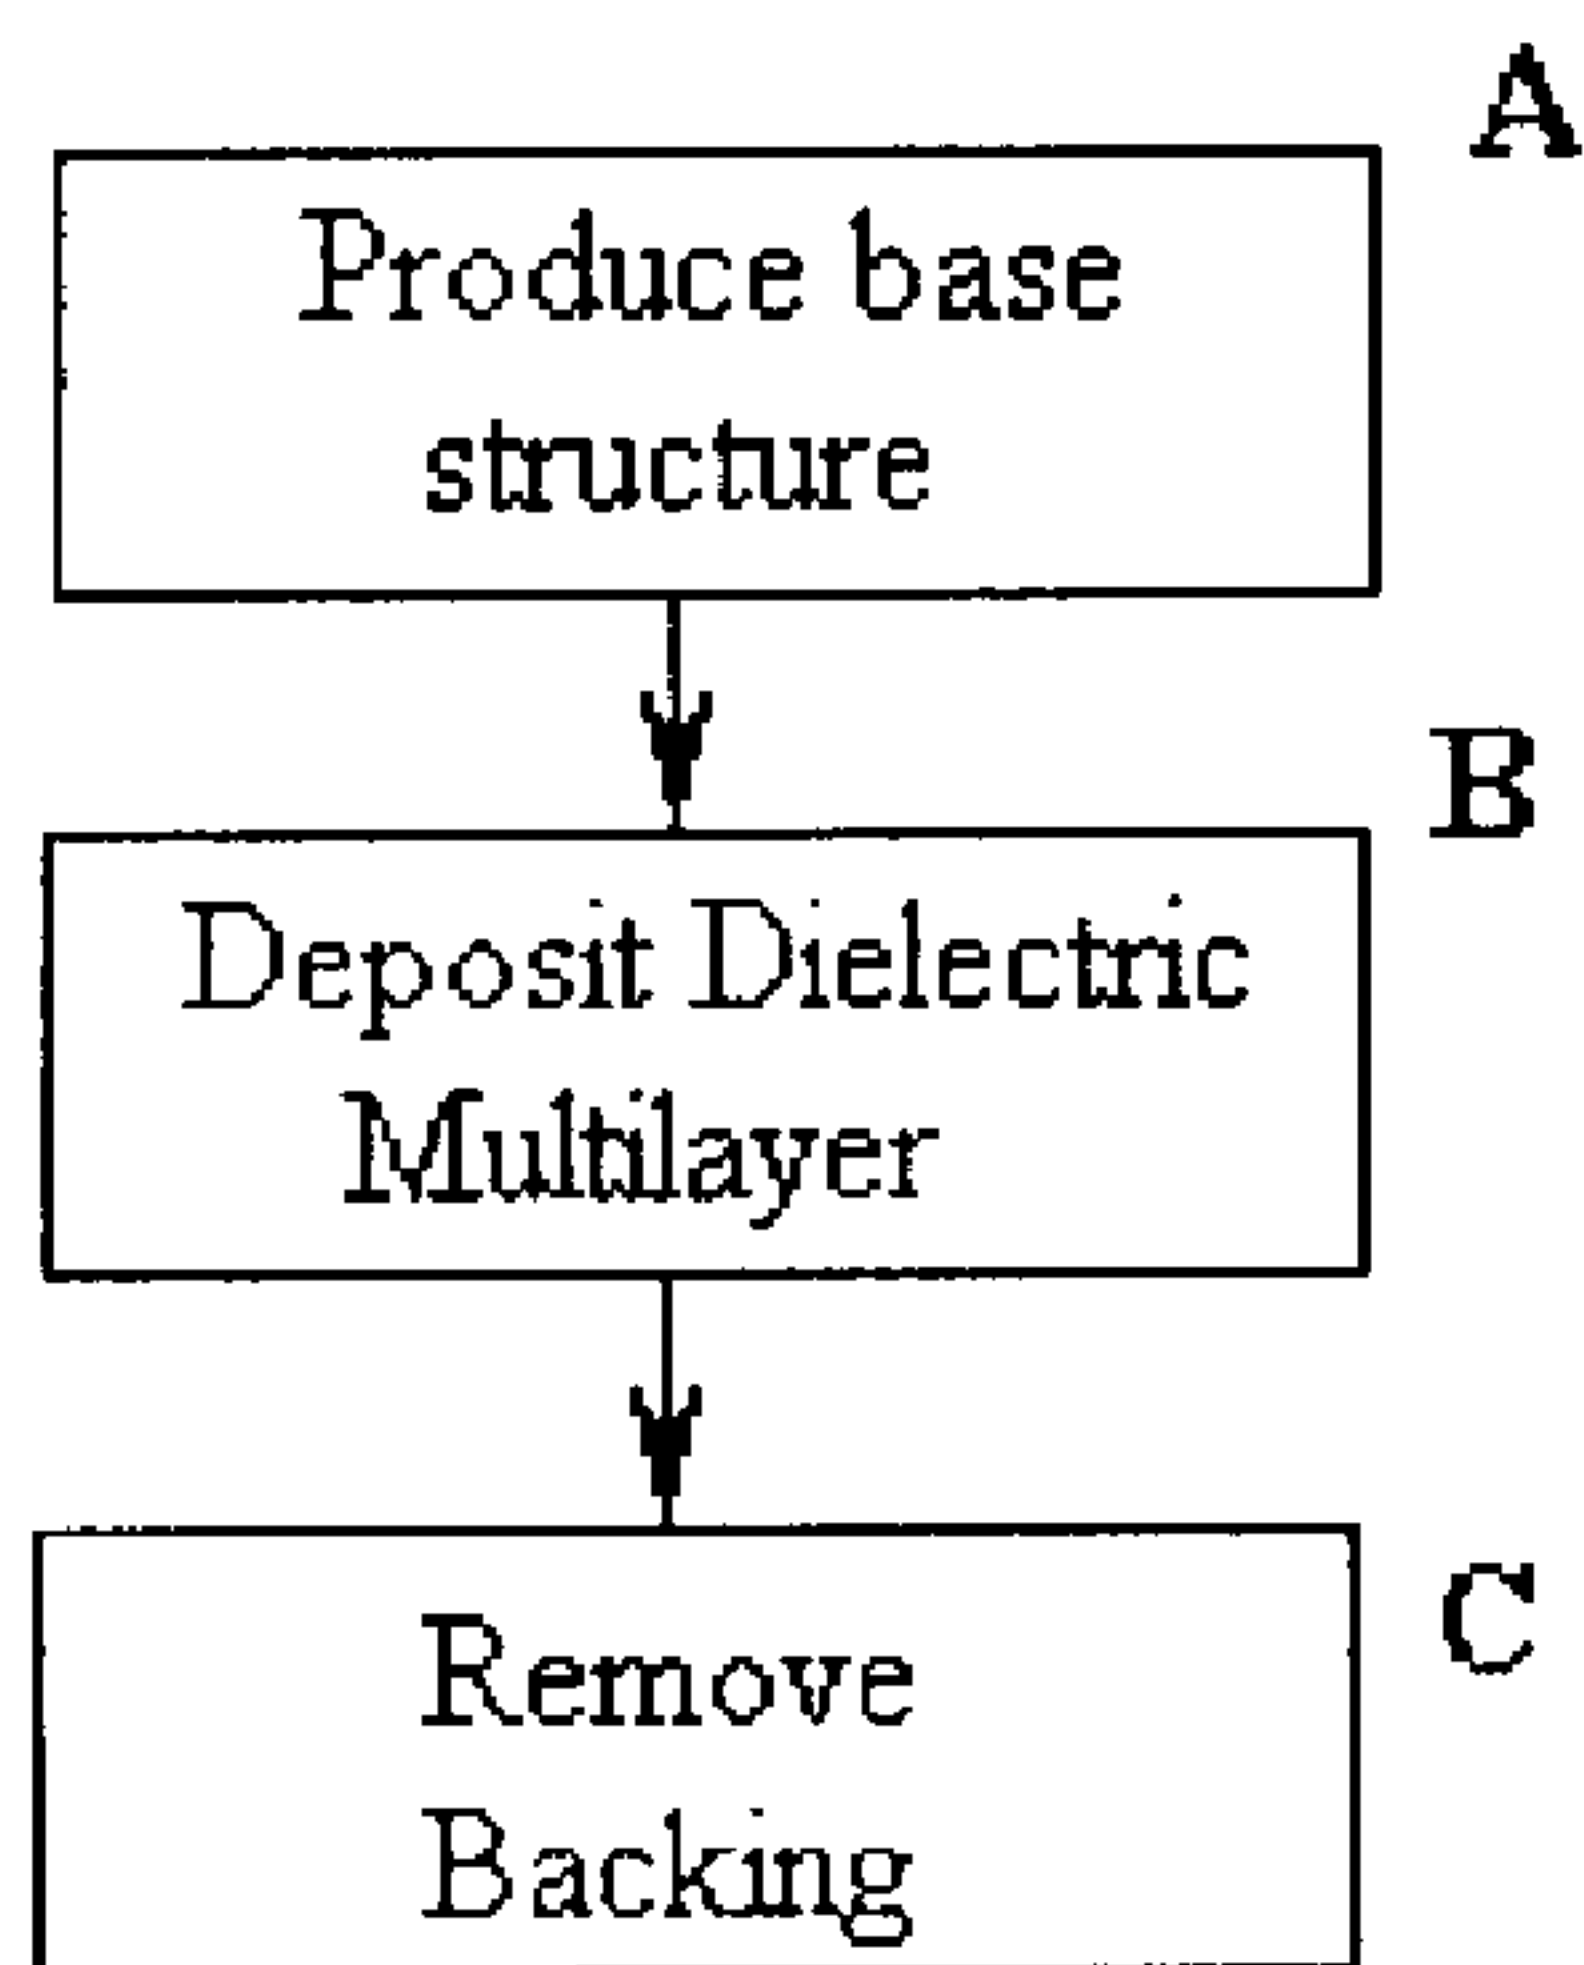 A
Produce base
structure
B
Deposit Dielectric
Multilayer
C
Remove
Backing